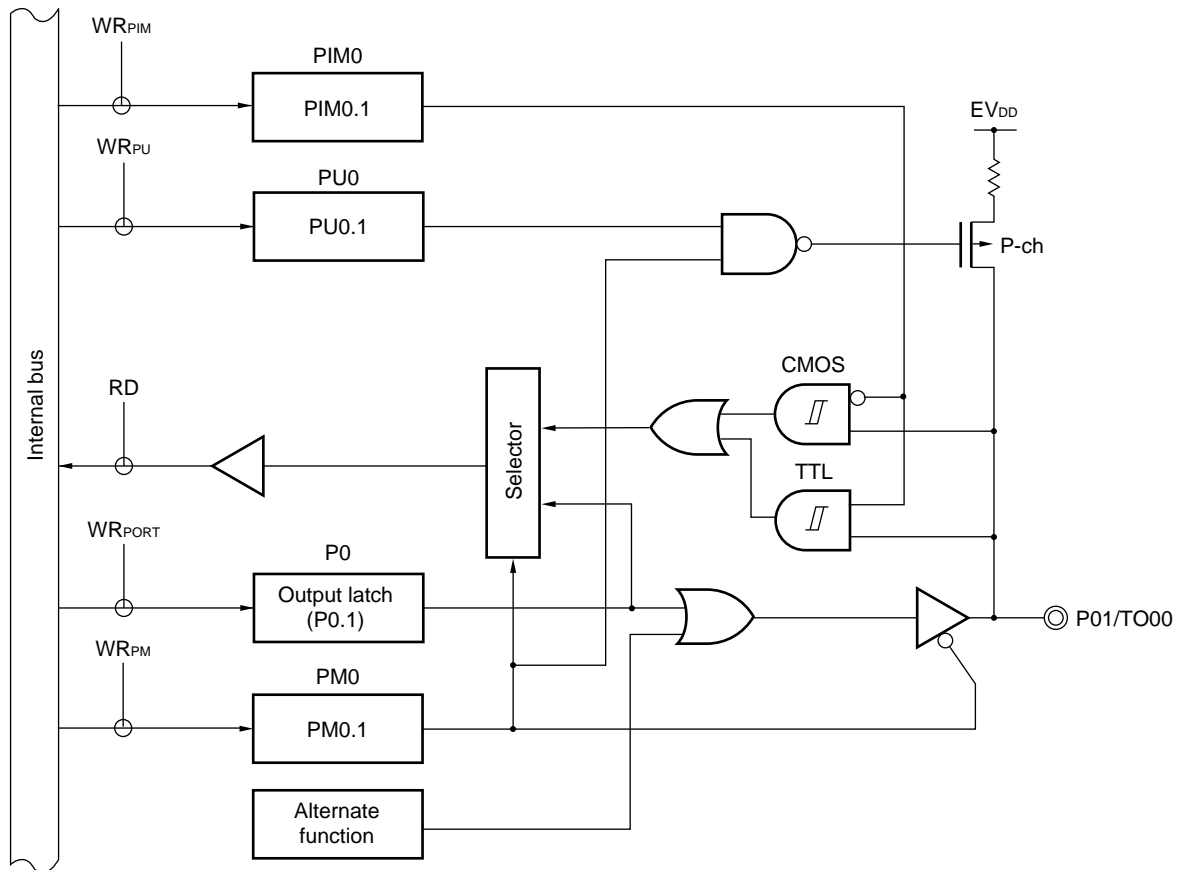 WRPIM
PIM0
PIM0.1
EVDD
WRPU
PU0
PU0.1
P-ch
Internal bus
CMOS
RD
Selector
TTL
WRPORT
P0
Output latch
(P0.1)
P01/TO00
WRPM
PM0
PM0.1
Alternate
function